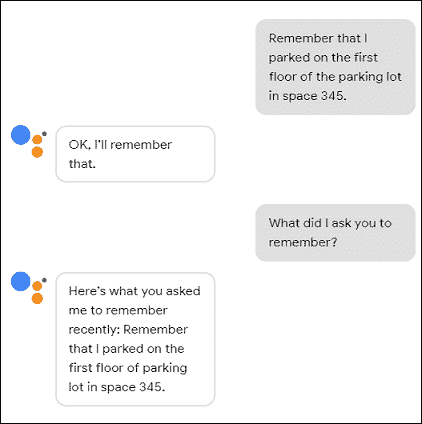 Remember that I
parked on the first
floor of the parking lot
in space 345.
OK, I'll remember
that.
What did I ask you to
remember?
Here's what you asked
me to remember
recently: Remember
that I parked on the
first floor of parking
lot in space 345.